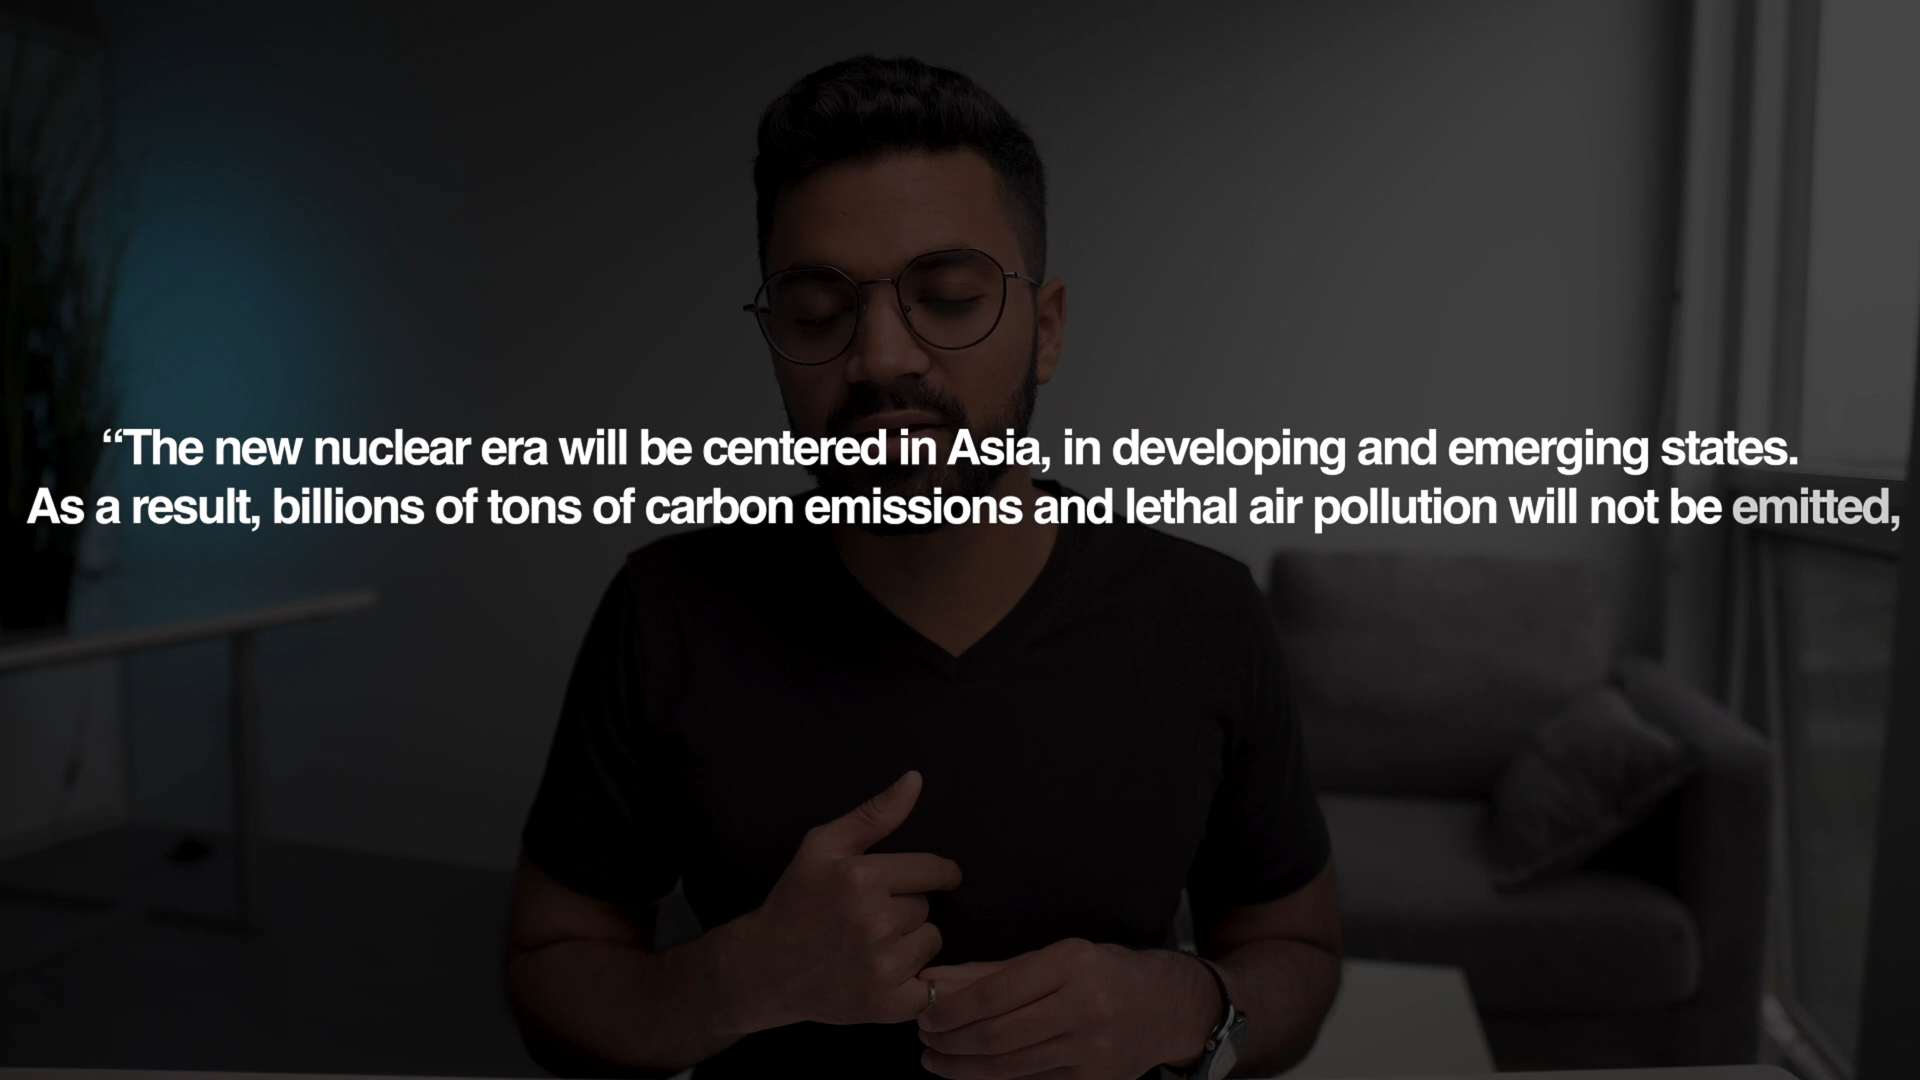 “The new nuclear era will be centered in Asia, in developing and emerging states.
As a result, billions of tons of carbon emissions and lethal air pollution will not be emitted,